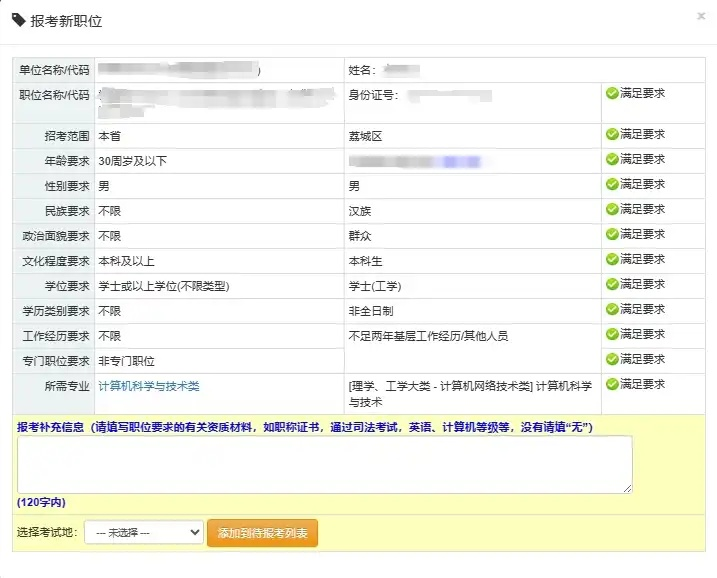 报考新职位
×
单位名称/代码 ) 姓名：
职位名称/代码 身份证号： 满足要求
招考范围 本省 荔城区 满足要求
年龄要求 30周岁及以下 满足要求
性别要求 男 男 满足要求
民族要求 不限 汉族 满足要求
政治面貌要求 不限 群众 满足要求
文化程度要求 本科及以上 本科生 满足要求
学位要求 学士或以上学位(不限类型) 学士(工学) 满足要求
学历类别要求 不限 非全日制 满足要求
工作经历要求 不限 不足两年基层工作经历/其他人员 满足要求
专门职位要求 非专门职位 满足要求
所需专业 计算机科学与技术类 [理学、工学大类 - 计算机网络技术类] 计算机科学 满足要求
与技术
报考补充信息（请填写职位要求的有关资质材料，如职称证书，通过司法考试，英语、计算机等级等，没有请填“无”）
(120字内)
选择考试地： --- 未选择 --- 添加到待报考列表